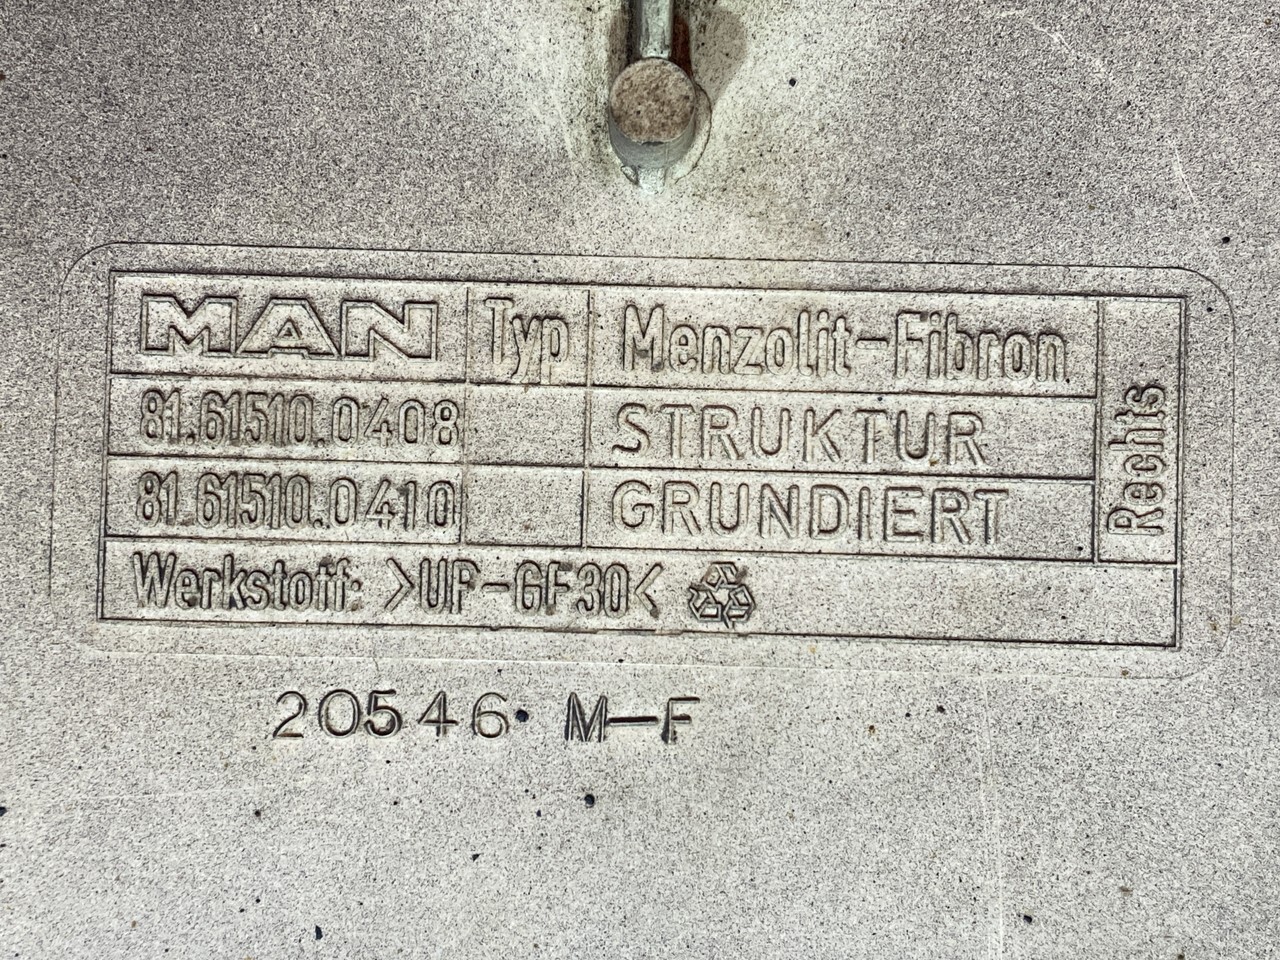 MAN Typ Menzolit-Fibron
81.61510.0408 STRUKTUR
81.61510.0410 GRUNDIERT
Rechts
Werkstoff: >UP-GF30<
20546. M-F